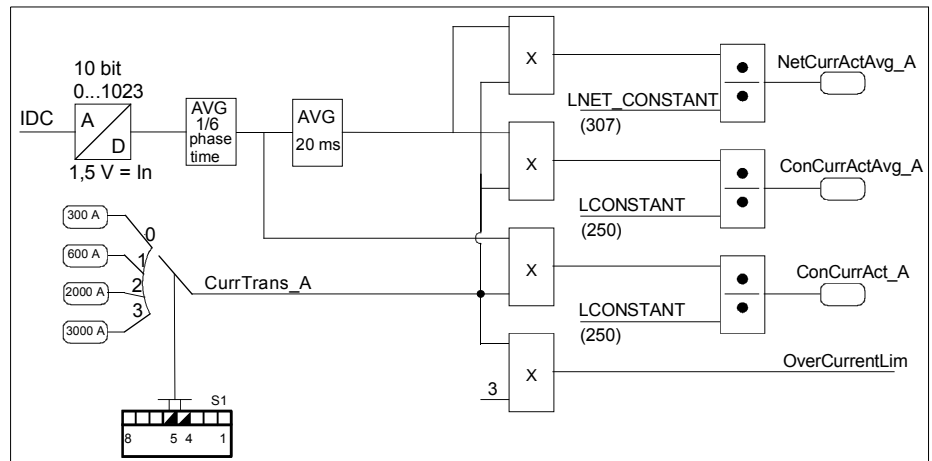 10 bit
0...1023
IDC
A
D
1,5 V = In
AVG
1/6
phase
time
AVG
20 ms
X
NetCurrActAvg_A
LNET_CONSTANT
(307)
X
ConCurrActAvg_A
LCONSTANT
(250)
300 A
0
600 A
1
2000 A
2
3000 A
3
CurrTrans_A
X
ConCurrAct_A
LCONSTANT
(250)
X
OverCurrentLim
3
S1
8 5 4 1